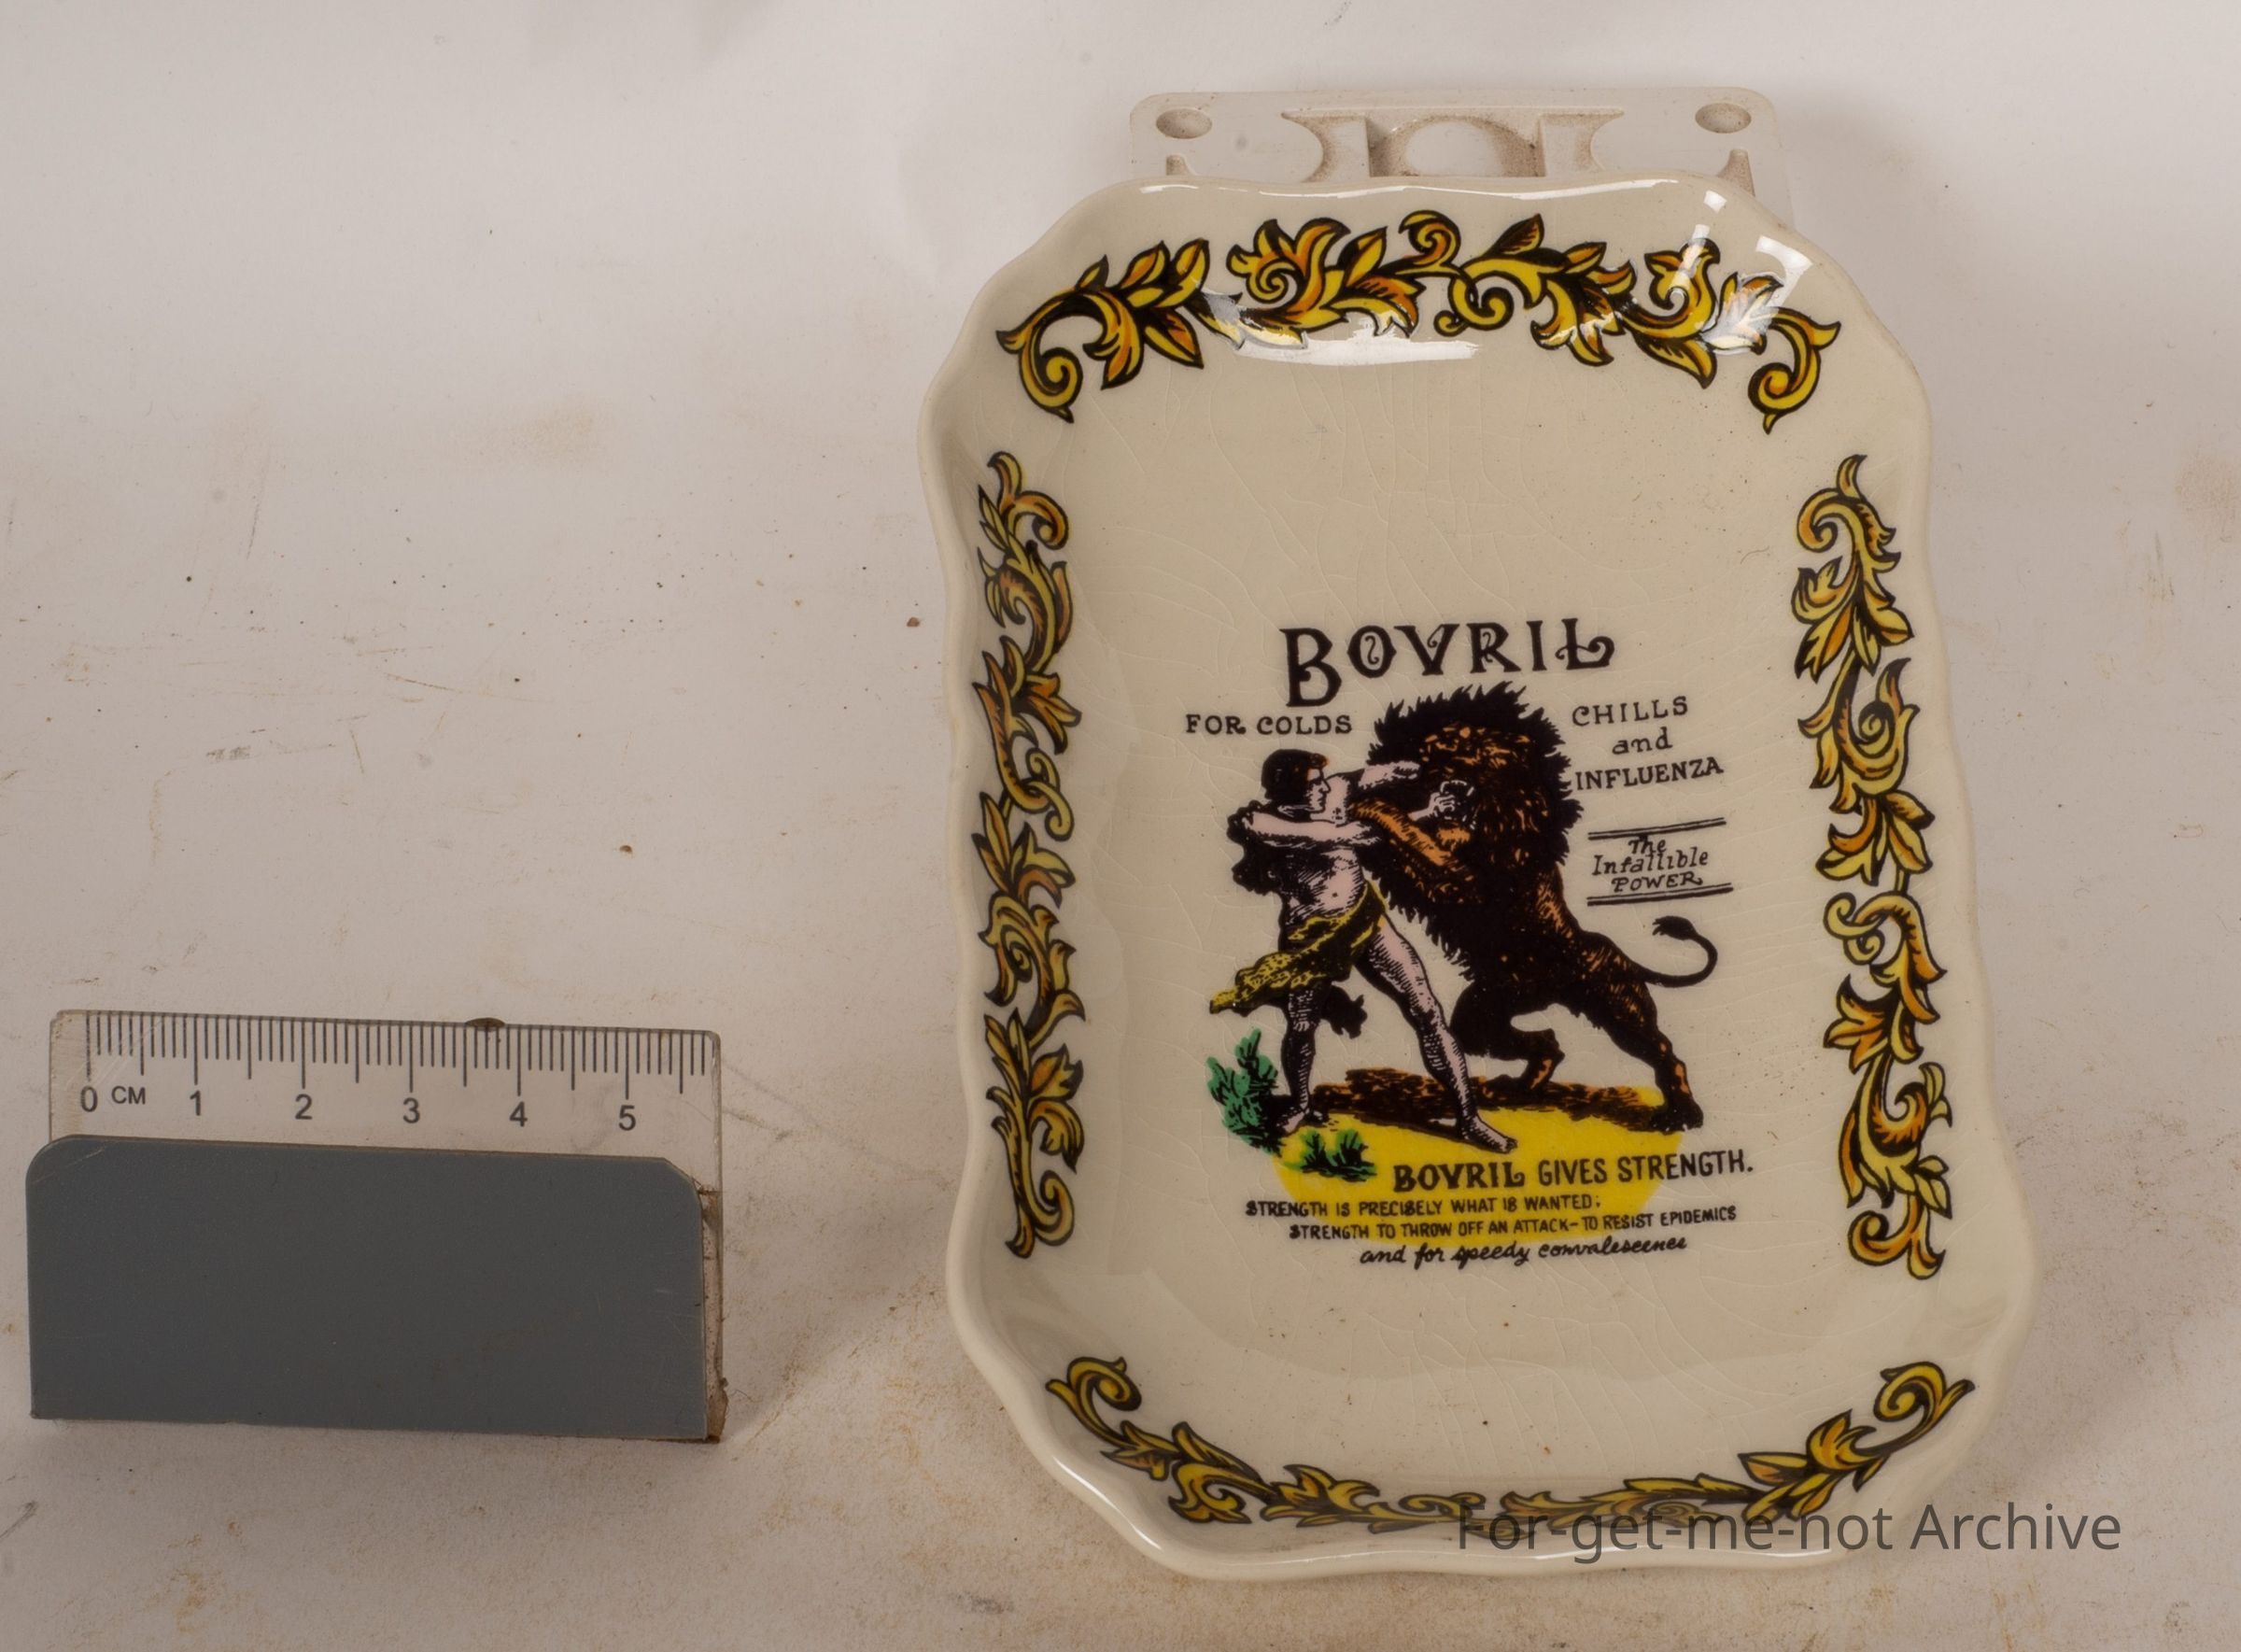 BOVRIL
FOR COLDS
CHILLS
and
INFLUENZA
The
Infallible
POWER
BOVRIL GIVES STRENGTH.
STRENGTH IS PRECISELY WHAT IS WANTED;
STRENGTH TO THROW OFF AN ATTACK-TO RESIST EPIDEMICS
and for speedy convalescence
0 CM 1 2 3 4 5
For-get-me-not Archive